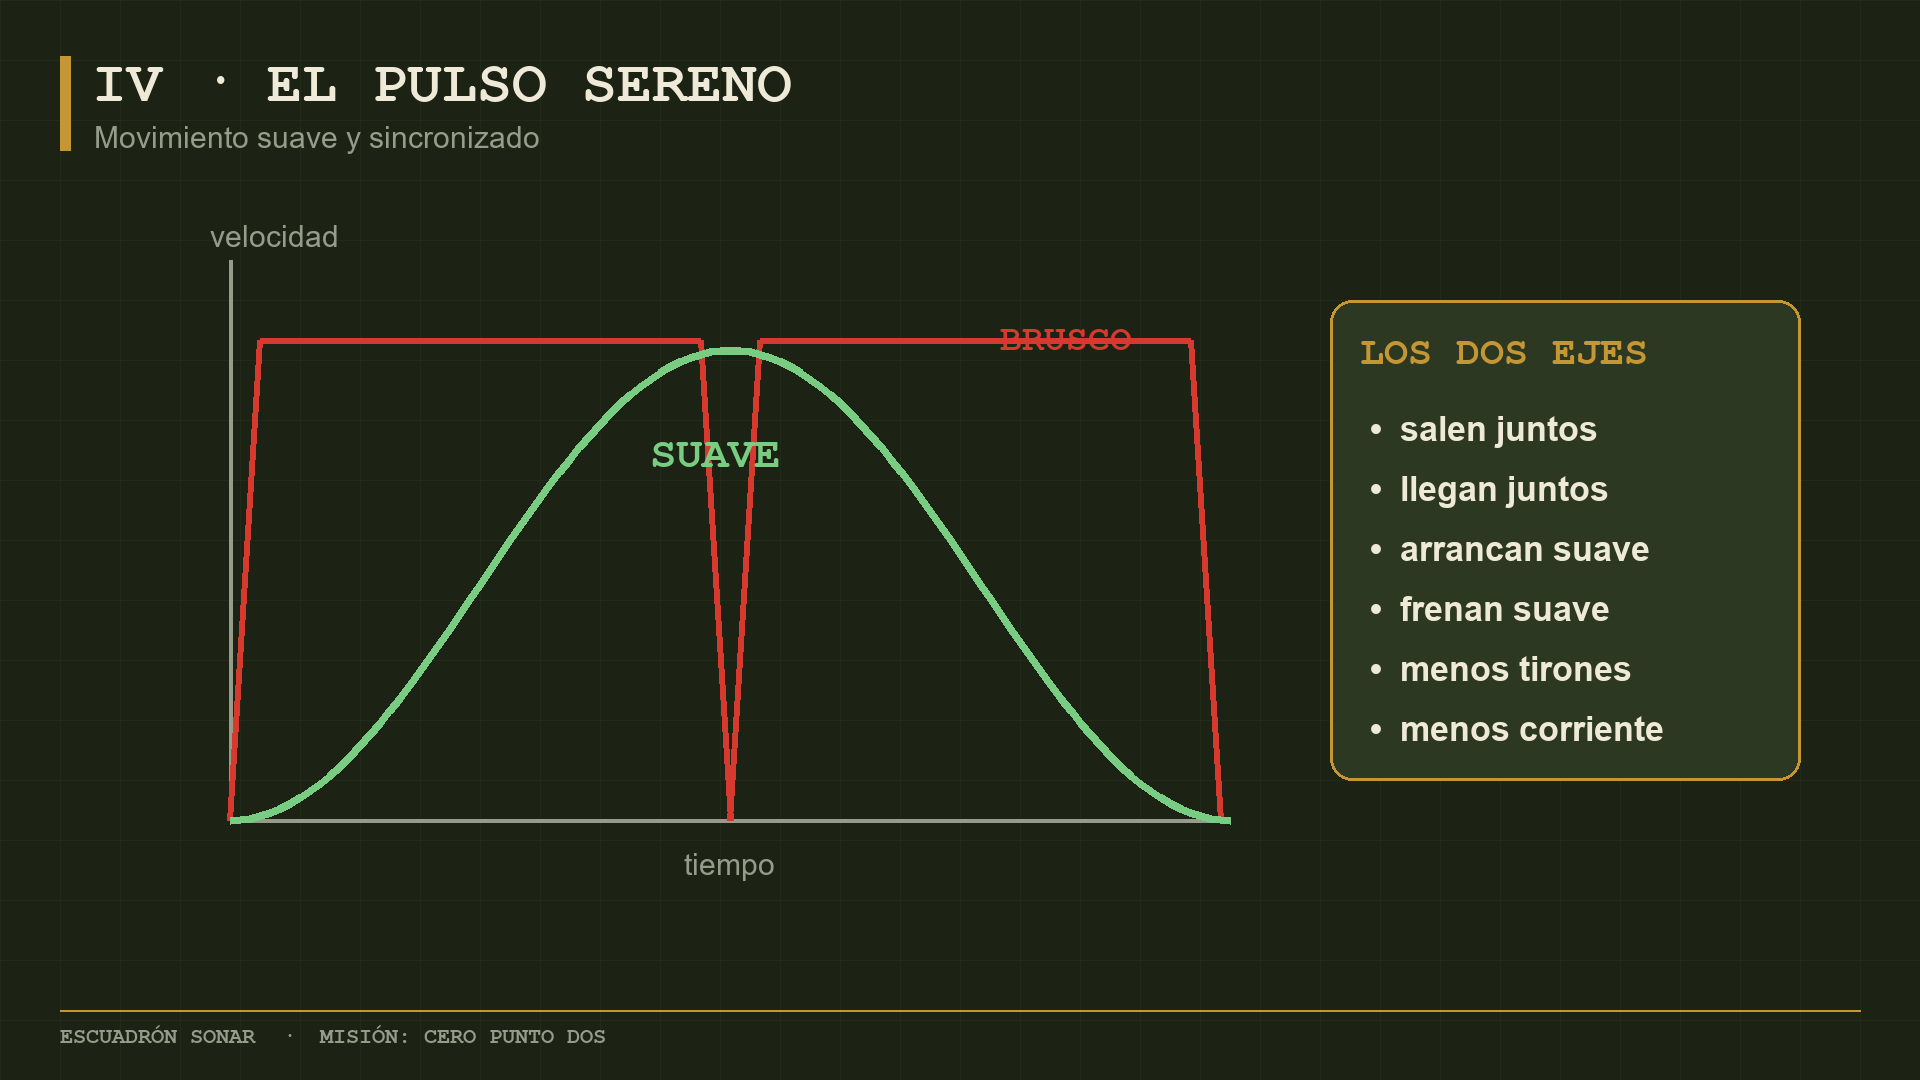 IV · EL PULSO SERENO
Movimiento suave y sincronizado
velocidad
BRUSCO
SUAVE
tiempo
LOS DOS EJES
• salen juntos
• llegan juntos
• arrancan suave
• frenan suave
• menos tirones
• menos corriente
ESCUADRÓN SONAR · MISIÓN: CERO PUNTO DOS